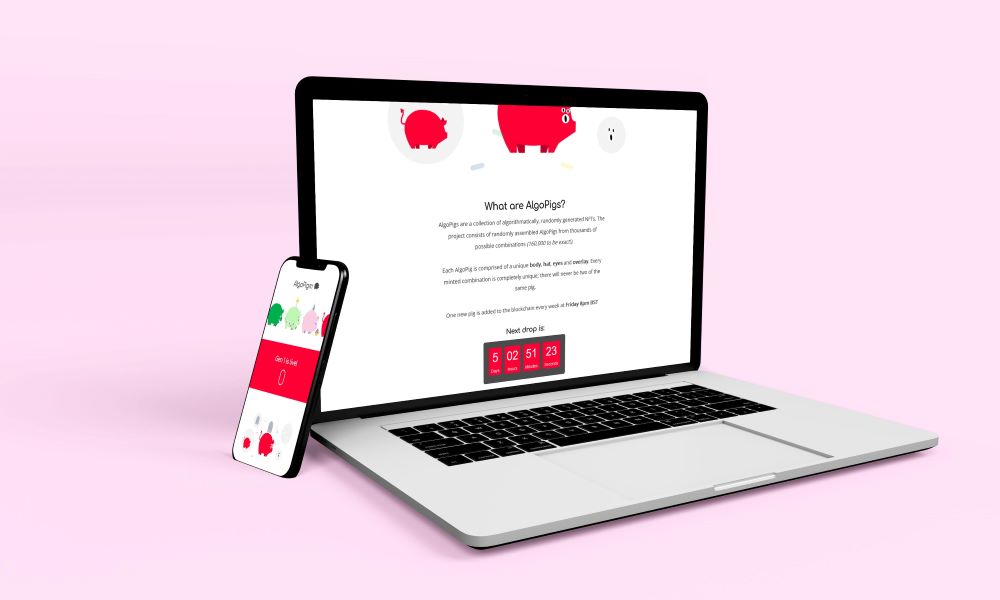 What are AlgoPigs?
AlgoPigs are a collection of algorithmatically, randomly generated NFTs. The
project consists of randomly assembled AlgoPigs from thousands of
possible combinations (160,000 to be exact!)
Each AlgoPig is comprised of a unique body, hat, eyes and overlay. Every
minted combination is completely unique; there will never be two of the
same pig.
One new pig is added to the blockchain every week at Friday 8pm BST
Next drop is:
5 02 51 23
Days Hours Minutes Seconds
AlgoPigs
Gen 1 is live!